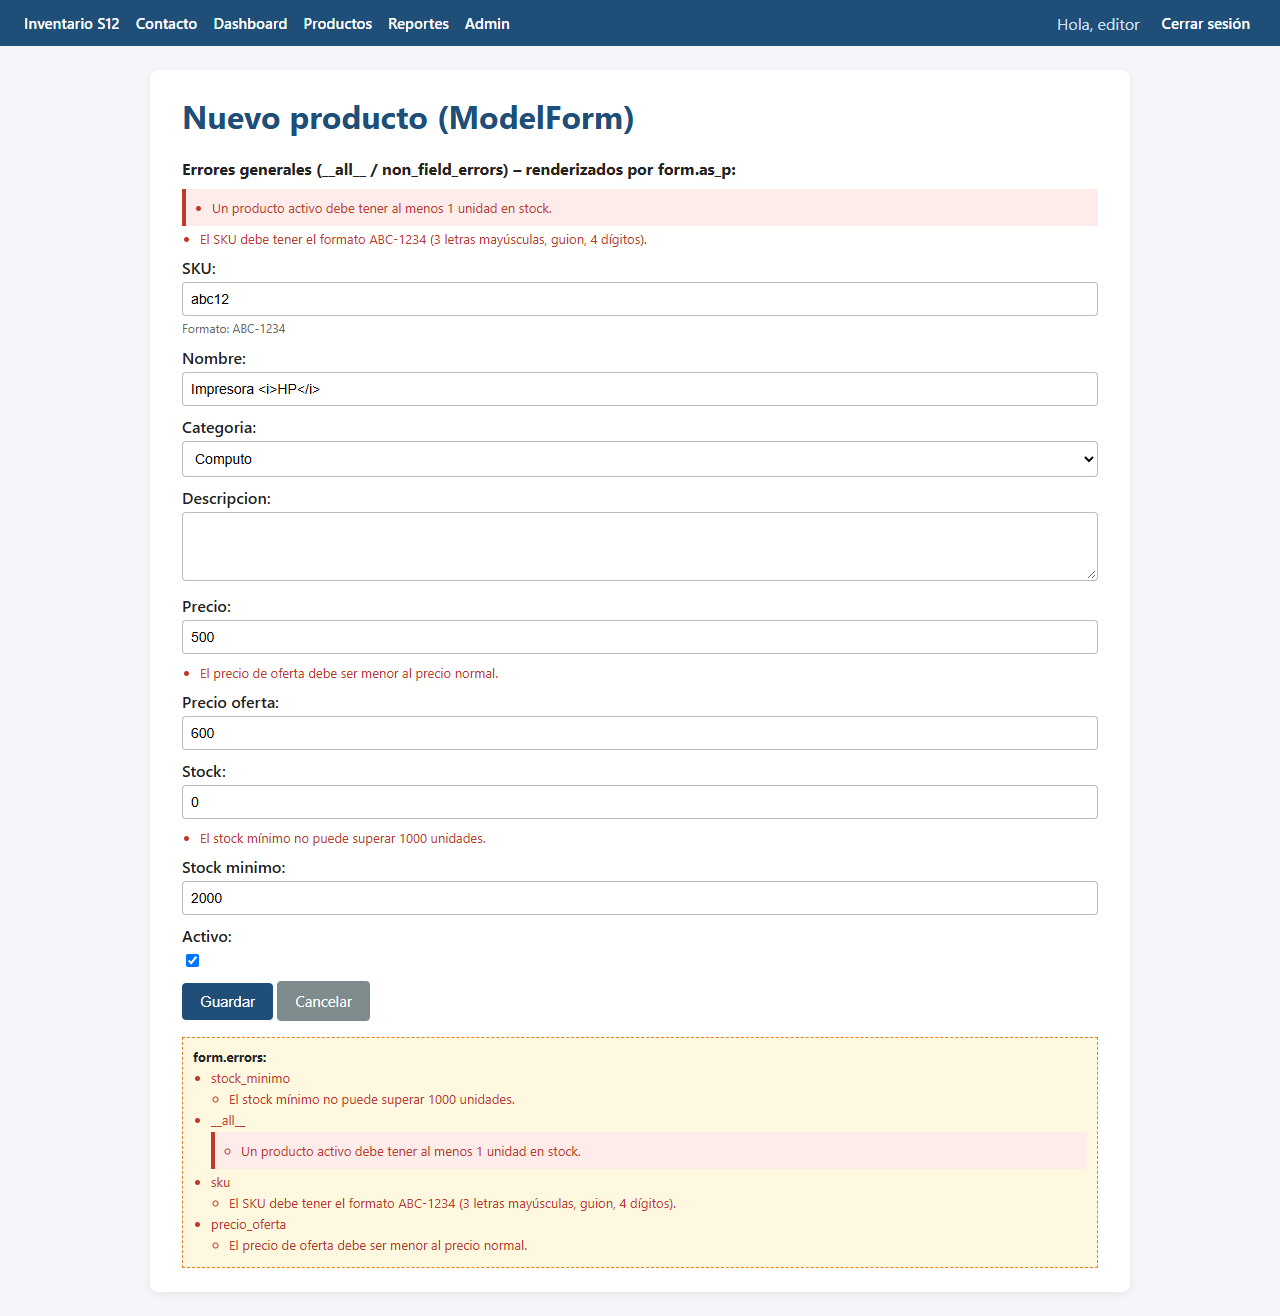 Inventario S12 Contacto Dashboard Productos Reportes Admin Hola, editor Cerrar sesión
Nuevo producto (ModelForm)
Errores generales (__all__ / non_field_errors) – renderizados por form.as_p:
Un producto activo debe tener al menos 1 unidad en stock.
El SKU debe tener el formato ABC-1234 (3 letras mayúsculas, guion, 4 dígitos).
SKU:
abc12
Formato: ABC-1234
Nombre:
Impresora <i>HP</i>
Categoria:
Computo
Descripcion:
Precio:
500
El precio de oferta debe ser menor al precio normal.
Precio oferta:
600
Stock:
0
El stock mínimo no puede superar 1000 unidades.
Stock minimo:
2000
Activo:
Guardar Cancelar
form.errors:
stock_minimo
El stock mínimo no puede superar 1000 unidades.
__all__
Un producto activo debe tener al menos 1 unidad en stock.
sku
El SKU debe tener el formato ABC-1234 (3 letras mayúsculas, guion, 4 dígitos).
precio_oferta
El precio de oferta debe ser menor al precio normal.